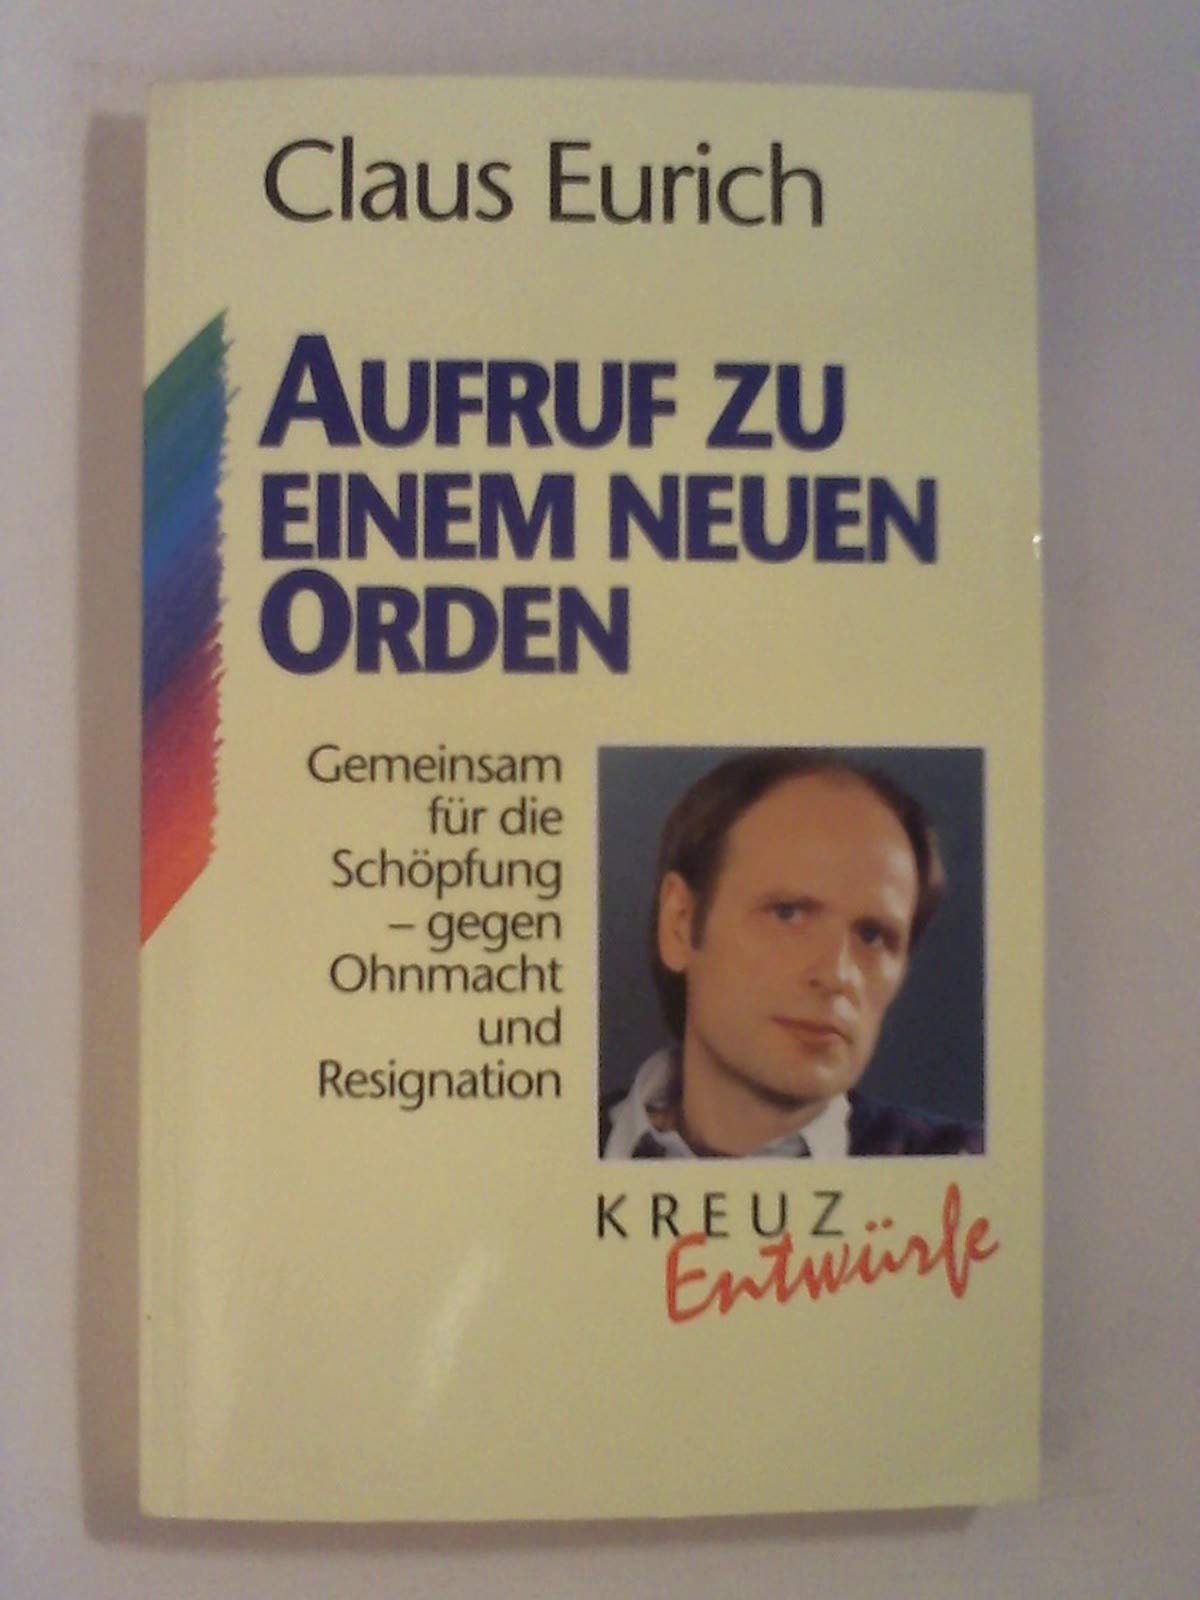 Claus Eurich
AUFRUF ZU
EINEM NEUEN
ORDEN
Gemeinsam
für die
Schöpfung
– gegen
Ohnmacht
und
Resignation
KREUZ
Entwürfe